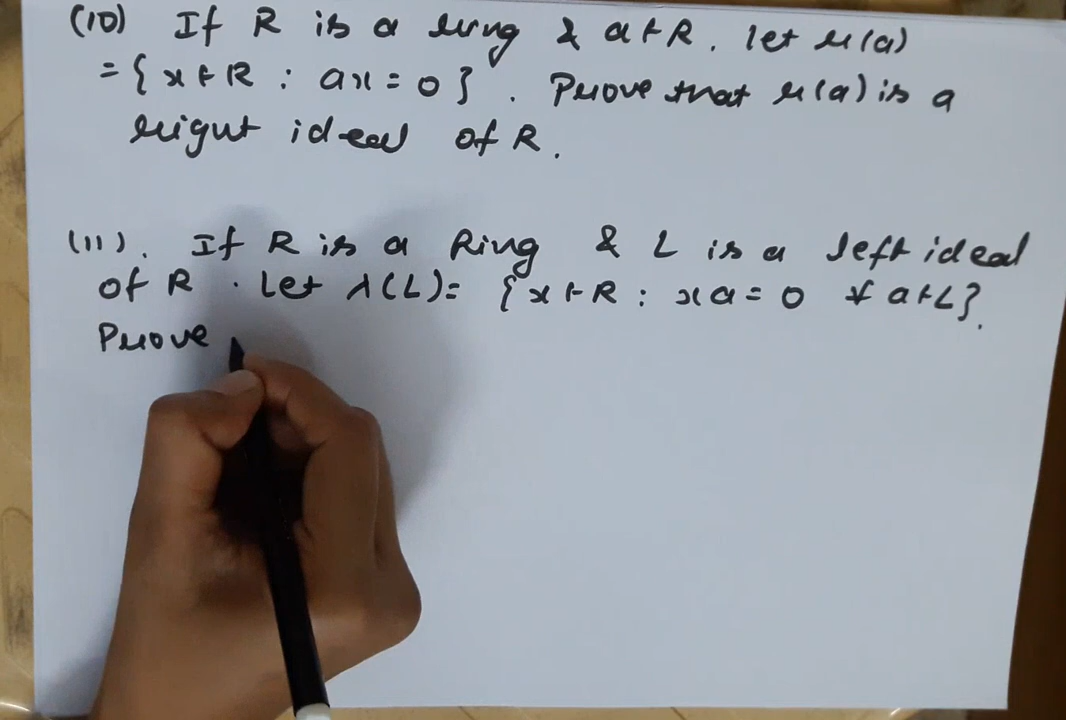 (10) If R is a ring & a ∈ R. let r(a)
= { x ∈ R : ax = 0 } . Prove that r(a) is a
right ideal of R.
(11). If R is a Ring & L is a left ideal
of R . Let λ(L) = { x ∈ R : xa = 0 ∀ a ∈ L }.
Prove